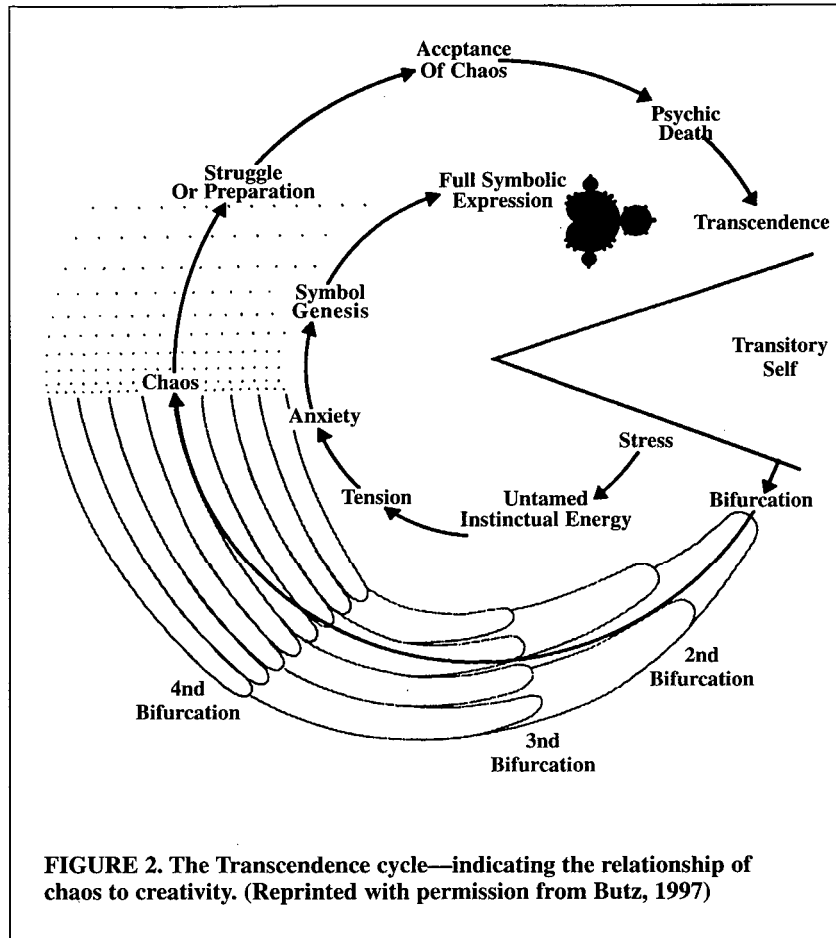 Accptance
Of Chaos
Psychic
Death
Struggle
Or Preparation
Full Symbolic
Expression
Transcendence
Symbol
Genesis
Transitory
Self
Chaos
Anxiety
Stress
Tension
Untamed
Instinctual Energy
Bifurcation
2nd
Bifurcation
4nd
Bifurcation
3nd
Bifurcation
FIGURE 2. The Transcendence cycle—indicating the relationship of
chaos to creativity. (Reprinted with permission from Butz, 1997)